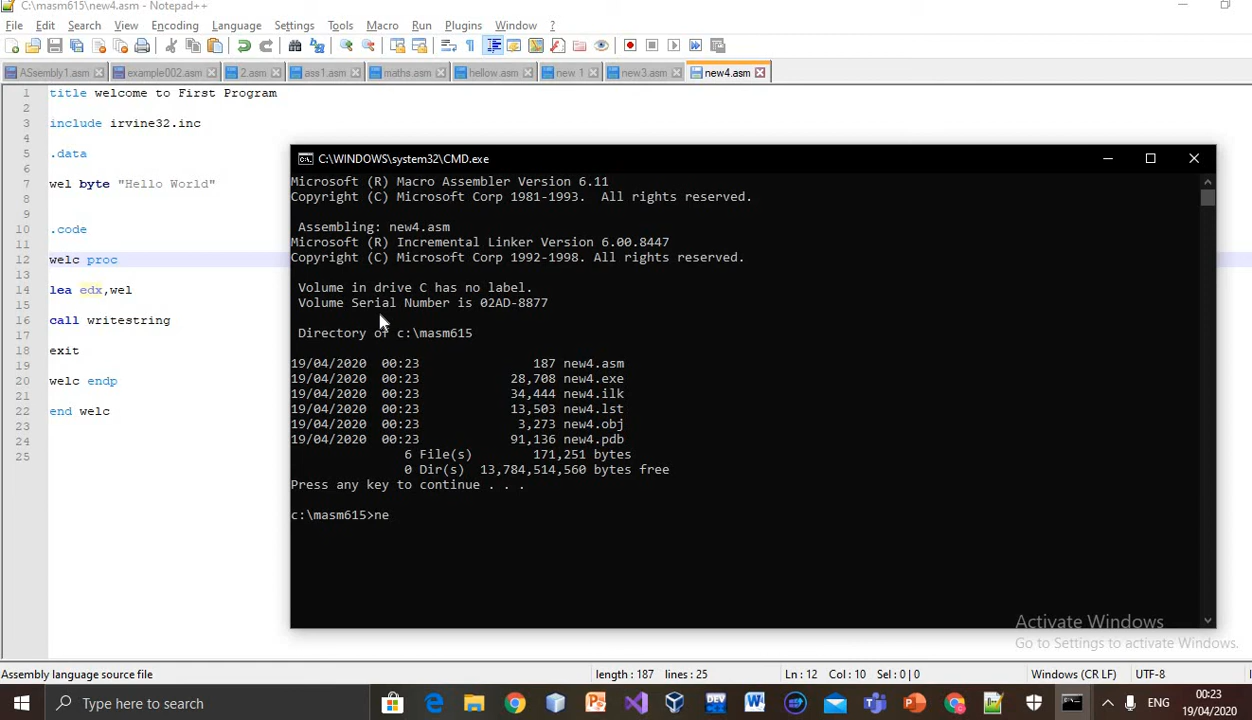 C:\masm615\new4.asm - Notepad++
File Edit Search View Encoding Language Settings Tools Macro Run Plugins Window ?
ASsembly1.asm example002.asm 2.asm ass1.asm maths.asm hellow.asm new 1 new3.asm new4.asm
1 title welcome to First Program
2
3 include irvine32.inc
4
5 .data
6
7 wel byte "Hello World"
8
9
10 .code
11
12 welc proc
13
14 lea edx,wel
15
16 call writestring
17
18 exit
19
20 welc endp
21
22 end welc
23
24
25
C:\WINDOWS\system32\CMD.exe
Microsoft (R) Macro Assembler Version 6.11
Copyright (C) Microsoft Corp 1981-1993.  All rights reserved.
Assembling: new4.asm
Microsoft (R) Incremental Linker Version 6.00.8447
Copyright (C) Microsoft Corp 1992-1998. All rights reserved.
Volume in drive C has no label.
Volume Serial Number is 02AD-8877
Directory of c:\masm615
19/04/2020  00:23               187 new4.asm
19/04/2020  00:23            28,708 new4.exe
19/04/2020  00:23            34,444 new4.ilk
19/04/2020  00:23            13,503 new4.lst
19/04/2020  00:23             3,273 new4.obj
19/04/2020  00:23            91,136 new4.pdb
6 File(s)        171,251 bytes
0 Dir(s)  13,784,514,560 bytes free
Press any key to continue . . .
c:\masm615>ne
Activate Windows
Go to Settings to activate Windows.
Assembly language source file length : 187 lines : 25 Ln : 12 Col : 10 Sel : 0 | 0 Windows (CR LF) UTF-8
Type here to search
DEV
ENG
00:23
19/04/2020